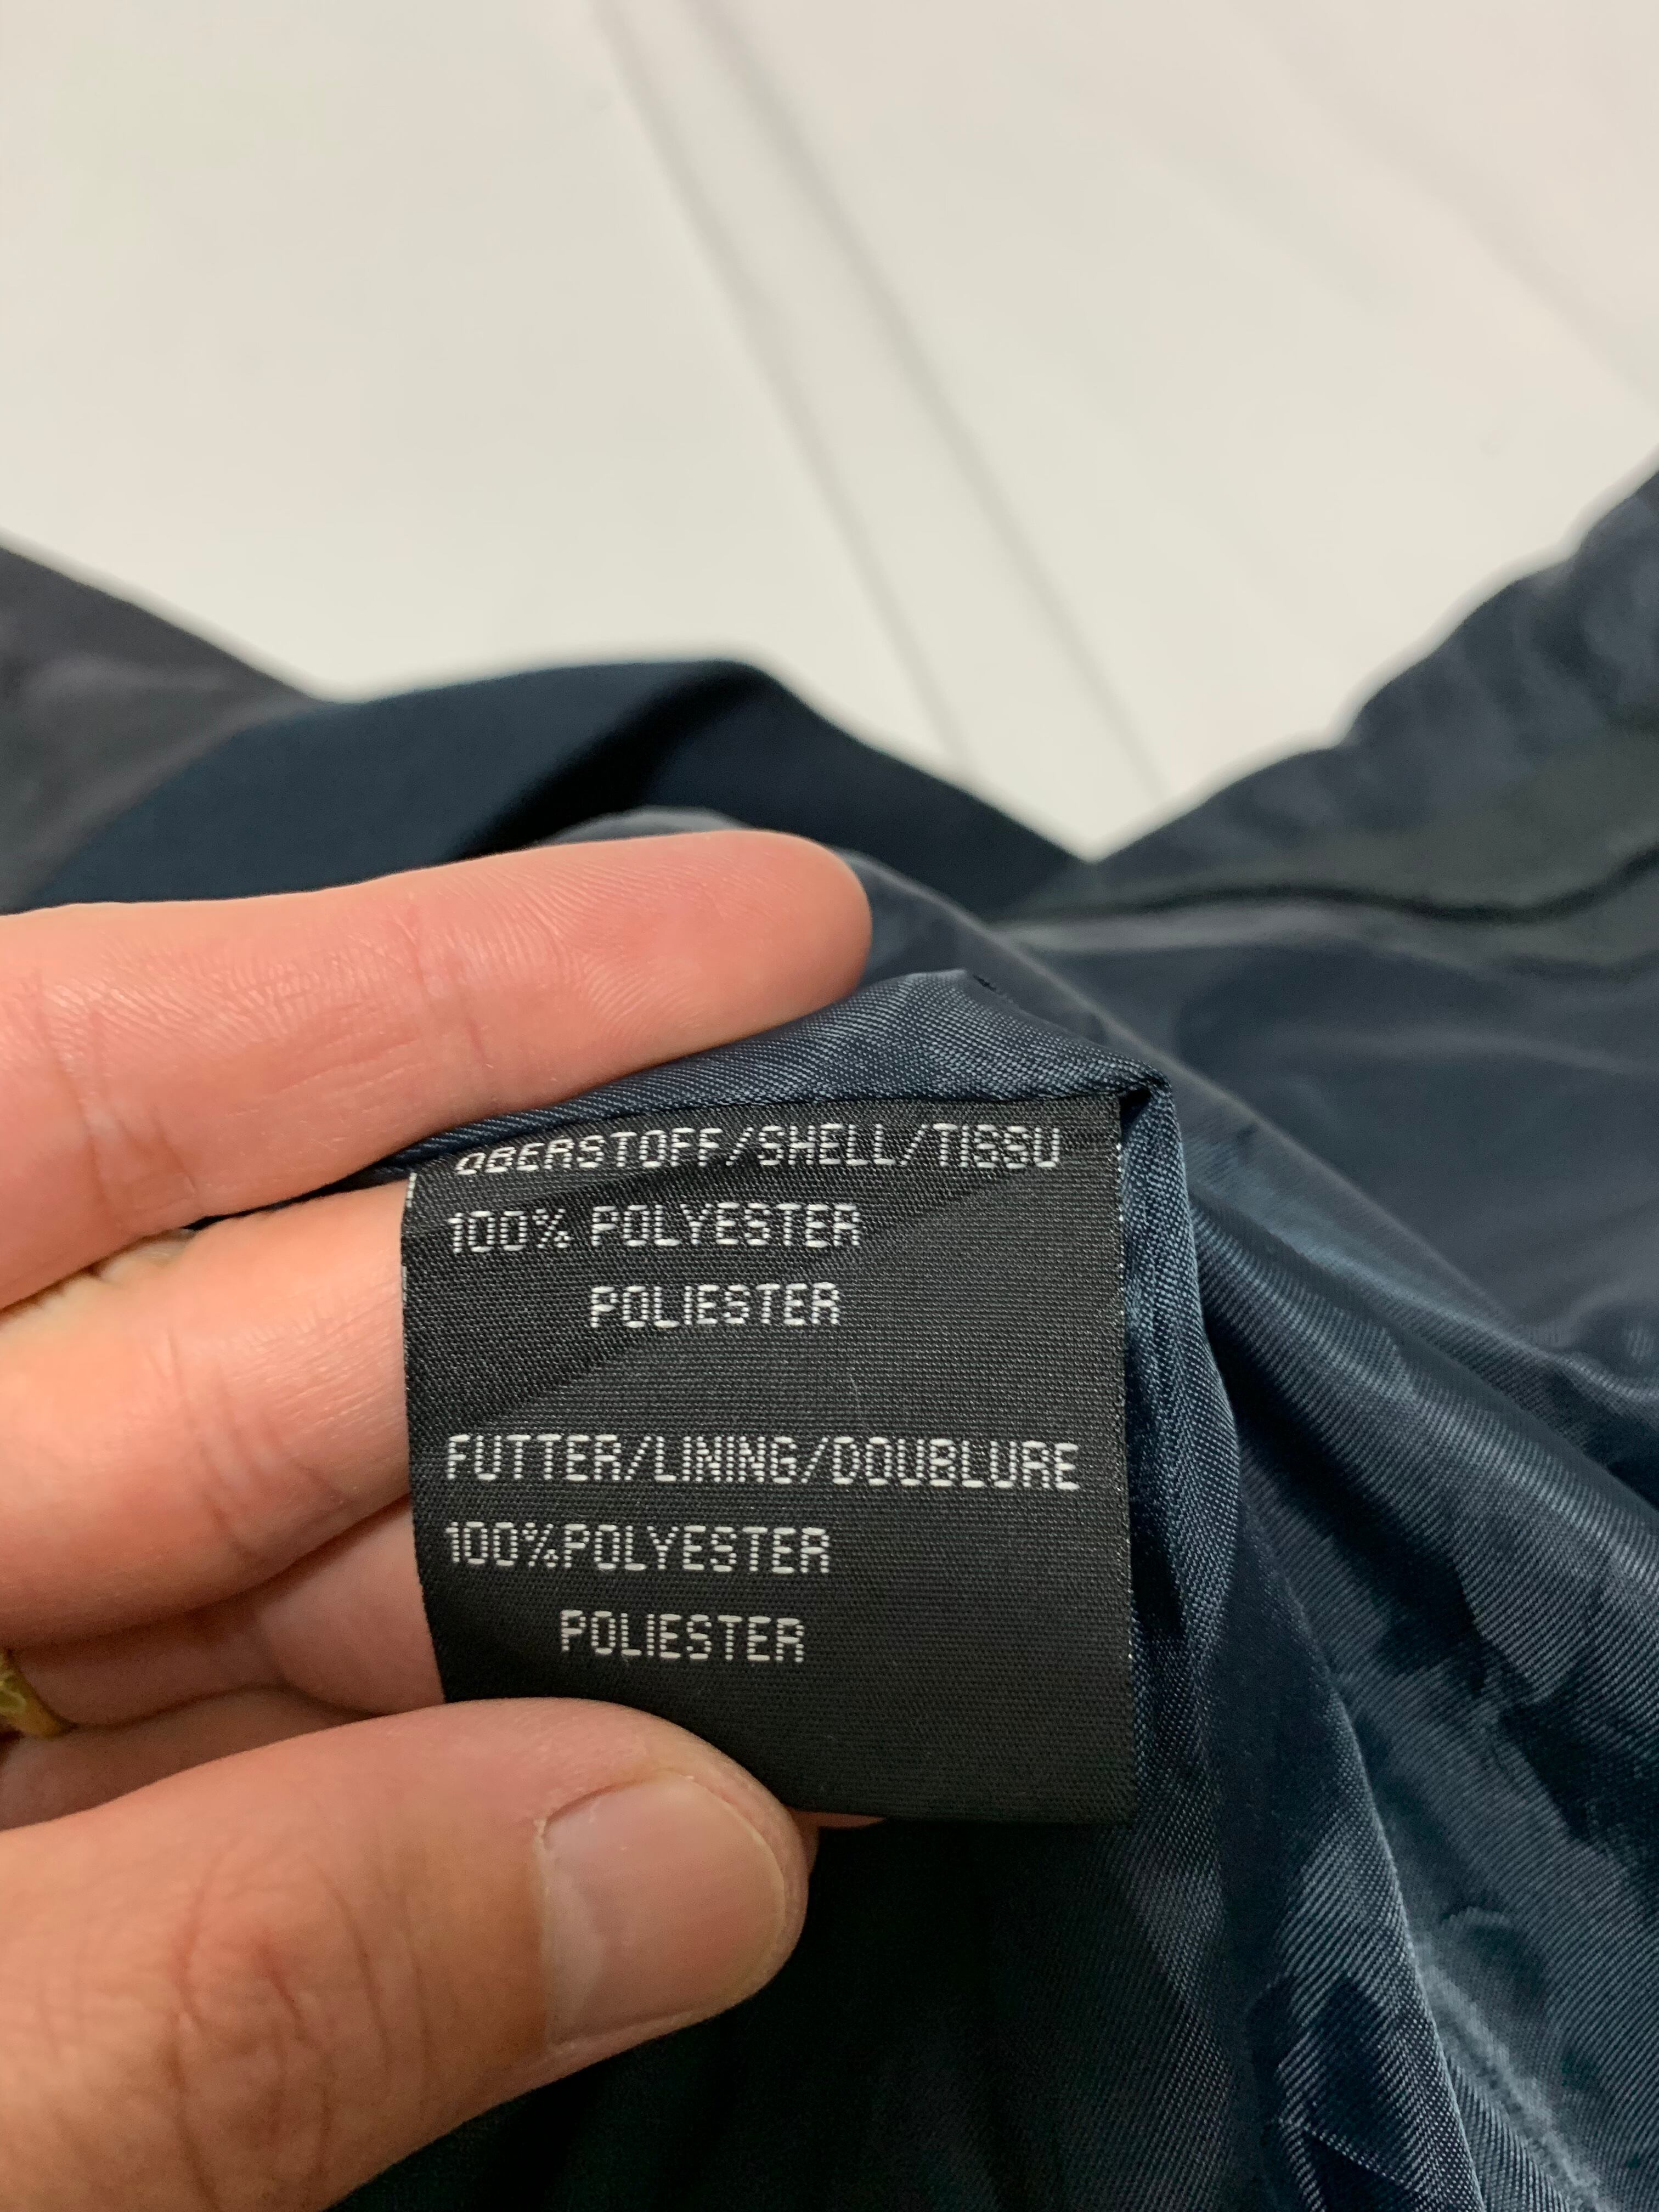 OBERSTOFF/SHELL/TISSU
100% POLYESTER
POLIESTER
FUTTER/LINING/DOUBLURE
100%POLYESTER
POLIESTER